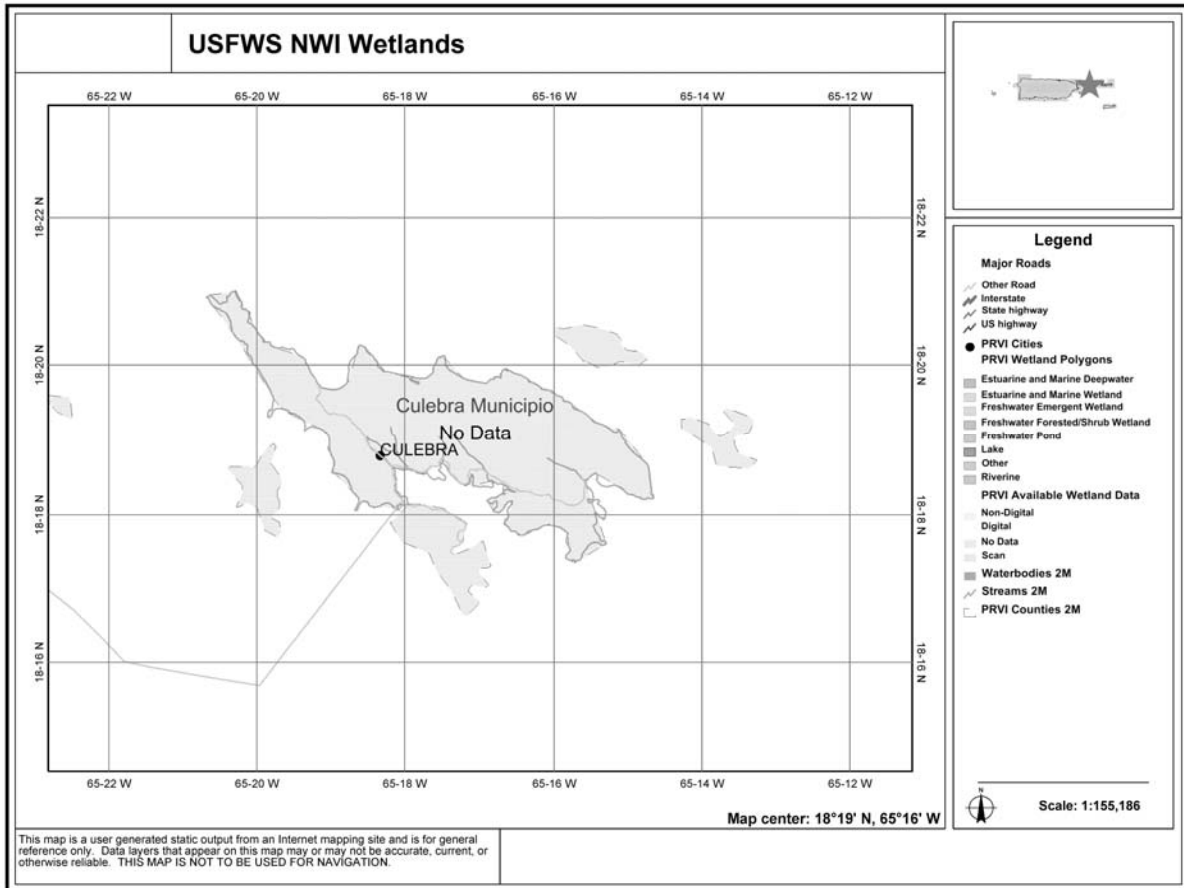 USFWS NWI Wetlands
65-22 W
65-20 W
65-18 W
65-16 W
65-14 W
65-12 W
18-22 N
18-22 N
18-20 N
18-20 N
Culebra Municipio
No Data
CULEBRA
18-18 N
18-18 N
18-16 N
18-16 N
65-22 W
65-20 W
65-18 W
65-16 W
65-14 W
65-12 W
Map center: 18°19' N, 65°16' W
Legend
Major Roads
Other Road
Interstate
State highway
US highway
PRVI Cities
PRVI Wetland Polygons
Estuarine and Marine Deepwater
Estuarine and Marine Wetland
Freshwater Emergent Wetland
Freshwater Forested/Shrub Wetland
Freshwater Pond
Lake
Other
Riverine
PRVI Available Wetland Data
Non-Digital
Digital
No Data
Scan
Waterbodies 2M
Streams 2M
PRVI Counties 2M
N
Scale: 1:155,186
This map is a user generated static output from an Internet mapping site and is for general
reference only. Data layers that appear on this map may or may not be accurate, current, or
otherwise reliable. THIS MAP IS NOT TO BE USED FOR NAVIGATION.